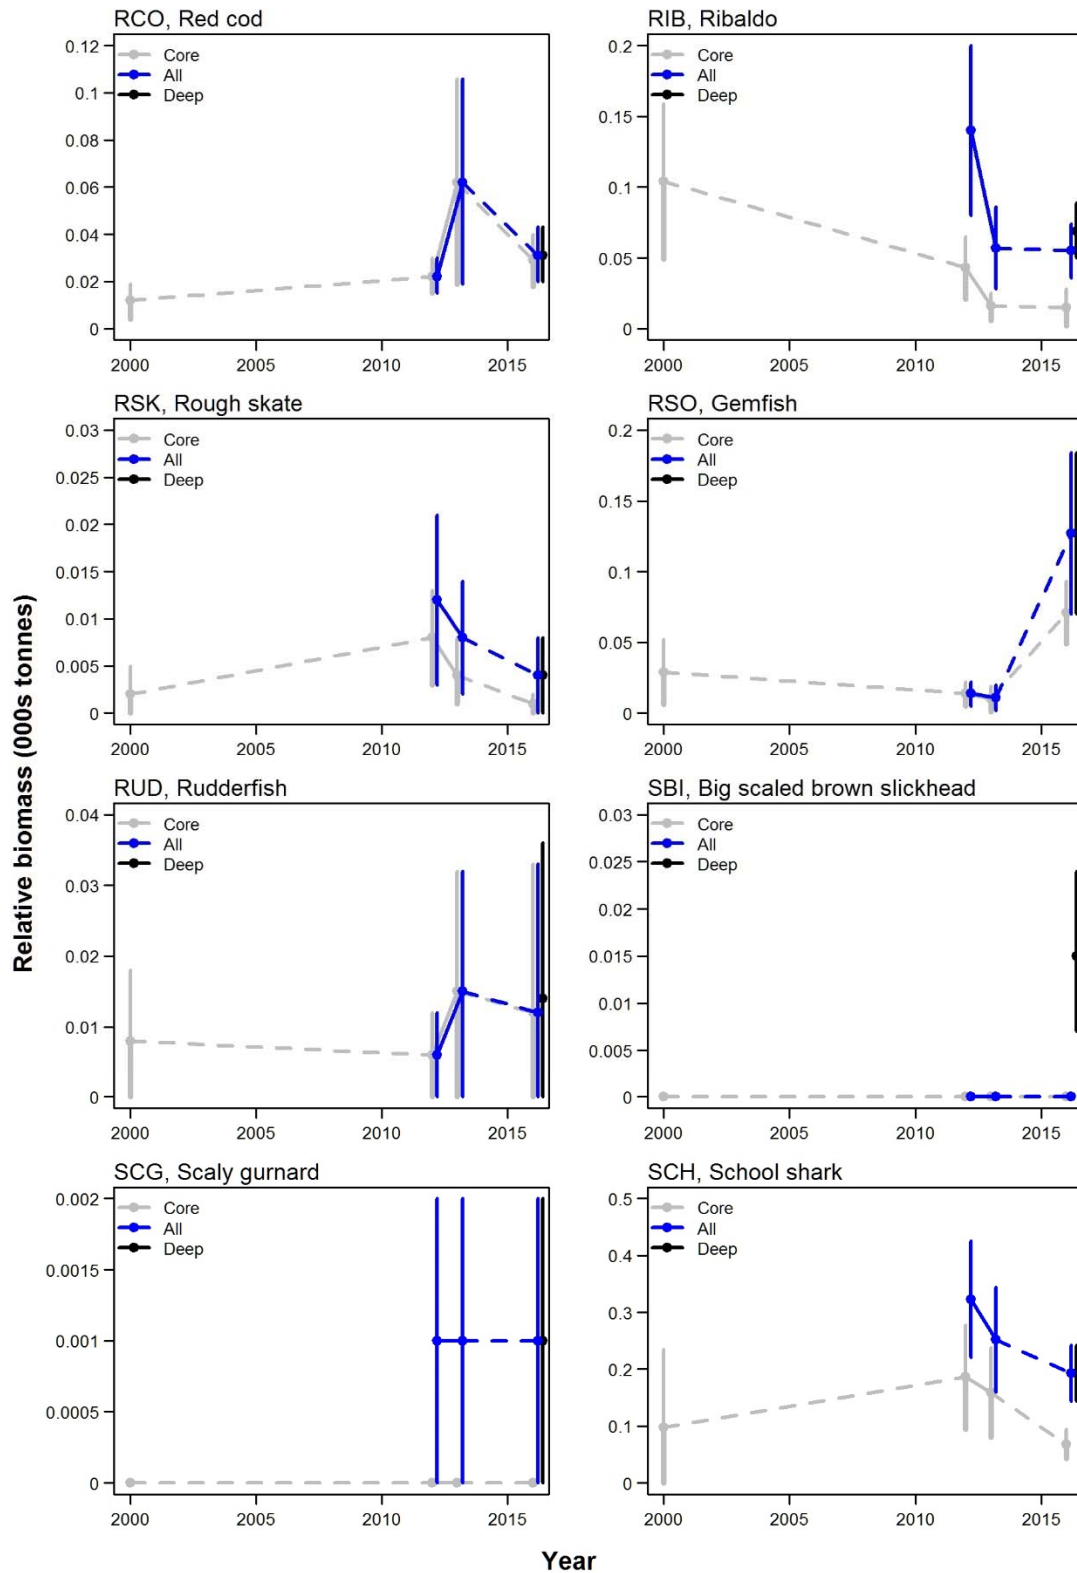 RCO, Red cod
0.12
0.1
0.08
0.06
0.04
0.02
0
Core
All
Deep
2000 2005 2010 2015
RIB, Ribaldo
0.2
0.15
0.1
0.05
0
Core
All
Deep
2000 2005 2010 2015
RSK, Rough skate
0.03
0.025
0.02
0.015
0.01
0.005
0
Core
All
Deep
2000 2005 2010 2015
RSO, Gemfish
0.2
0.15
0.1
0.05
0
Core
All
Deep
2000 2005 2010 2015
Relative biomass (000s tonnes)
RUD, Rudderfish
0.04
0.03
0.02
0.01
0
Core
All
Deep
2000 2005 2010 2015
SBI, Big scaled brown slickhead
0.03
0.025
0.02
0.015
0.01
0.005
0
Core
All
Deep
2000 2005 2010 2015
SCG, Scaly gurnard
0.002
0.0015
0.001
0.0005
0
Core
All
Deep
2000 2005 2010 2015
SCH, School shark
0.5
0.4
0.3
0.2
0.1
0
Core
All
Deep
2000 2005 2010 2015
Year